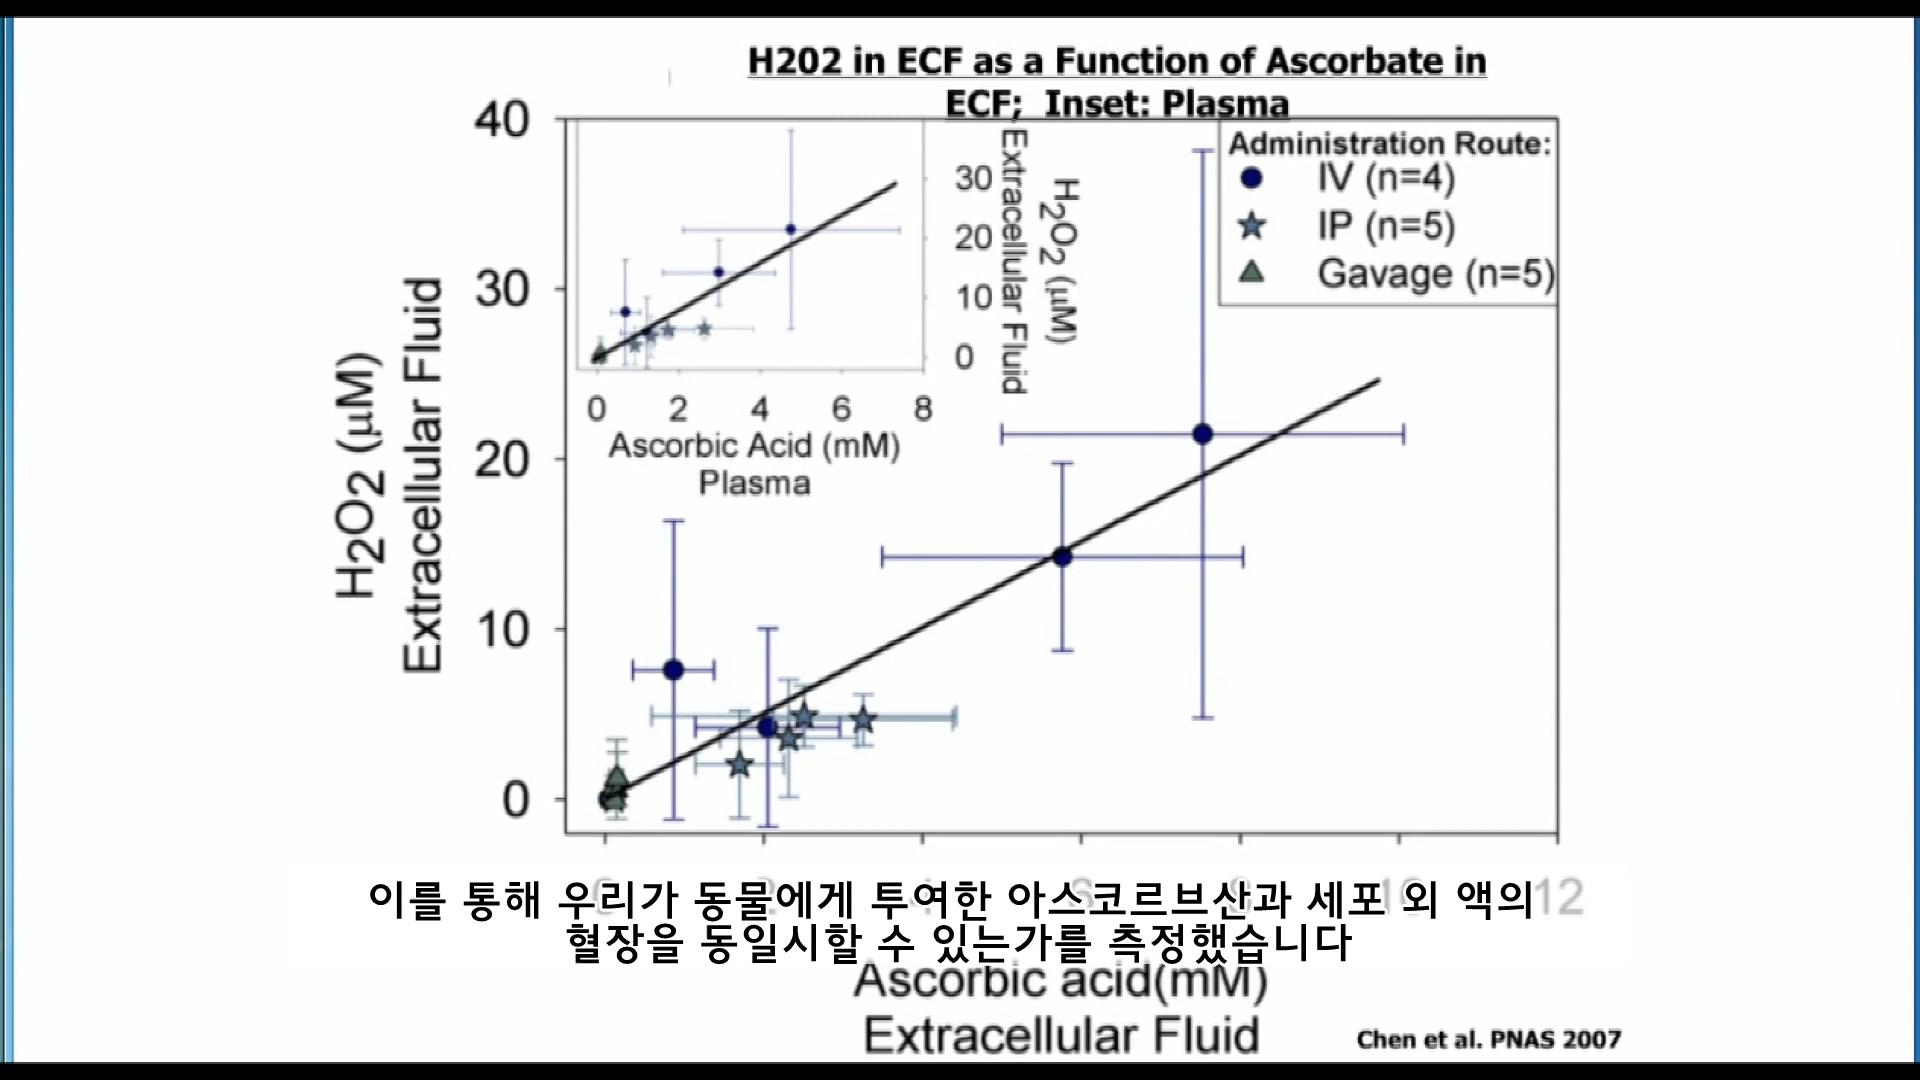 H202 in ECF as a Function of Ascorbate in
ECF;  Inset: Plasma
Administration Route:
IV (n=4)
IP (n=5)
Gavage (n=5)
40
30
20
10
0
H2O2 (μM)
Extracellular Fluid
30
20
10
0
H2O2 (μM)
Extracellular Fluid
0 2 4 6 8
Ascorbic Acid (mM)
Plasma
12
이를 통해 우리가 동물에게 투여한 아스코르브산과 세포 외 액의
혈장을 동일시할 수 있는가를 측정했습니다
Ascorbic acid(mM)
Extracellular Fluid
Chen et al. PNAS 2007